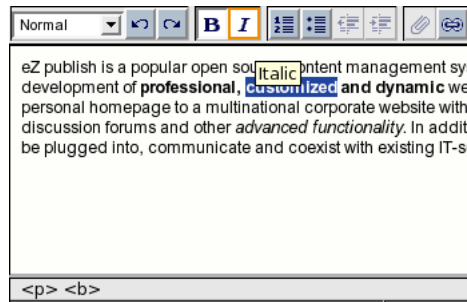 Normal B I
eZ publish is a popular open ontent management sy
Italic
development of professional, customized and dynamic we
personal homepage to a multinational corporate website with
discussion forums and other advanced functionality. In addit
be plugged into, communicate and coexist with existing IT-s
<p> <b>